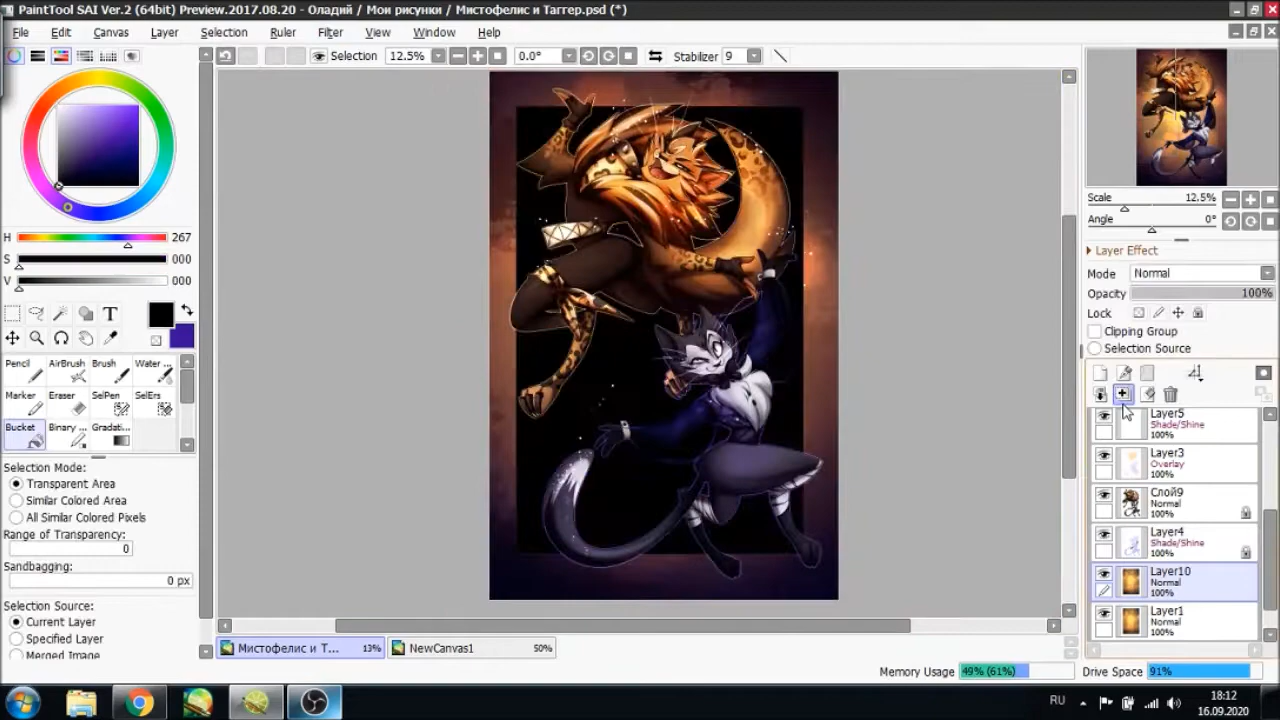 PaintTool SAI Ver.2 (64bit) Preview.2017.08.20 - Оладий / Мои рисунки / Мистофелис и Таггер.psd (*)
File Edit Canvas Layer Selection Ruler Filter View Window Help
Selection 12.5% 0.0° Stabilizer 9
H 267
S 000
V 000
T
Pencil AirBrush Brush Water ...
Marker Eraser SelPen SelErs
Bucket Binary ... Gradati...
Selection Mode:
Transparent Area
Similar Colored Area
All Similar Colored Pixels
Range of Transparency:
0
Sandbagging:
0 px
Selection Source:
Current Layer
Specified Layer
Merged Image
Scale 12.5%
Angle 0°
Layer Effect
Mode Normal
Opacity 100%
Lock
Clipping Group
Selection Source
Layer5
Shade/Shine
100%
Layer3
Overlay
100%
Слой9
Normal
100%
Layer4
Shade/Shine
100%
Layer10
Normal
100%
Layer1
Normal
100%
Мистофелис и Т... 13% NewCanvas1 50%
Memory Usage 49% (61%) Drive Space 91%
RU 18:12
16.09.2020